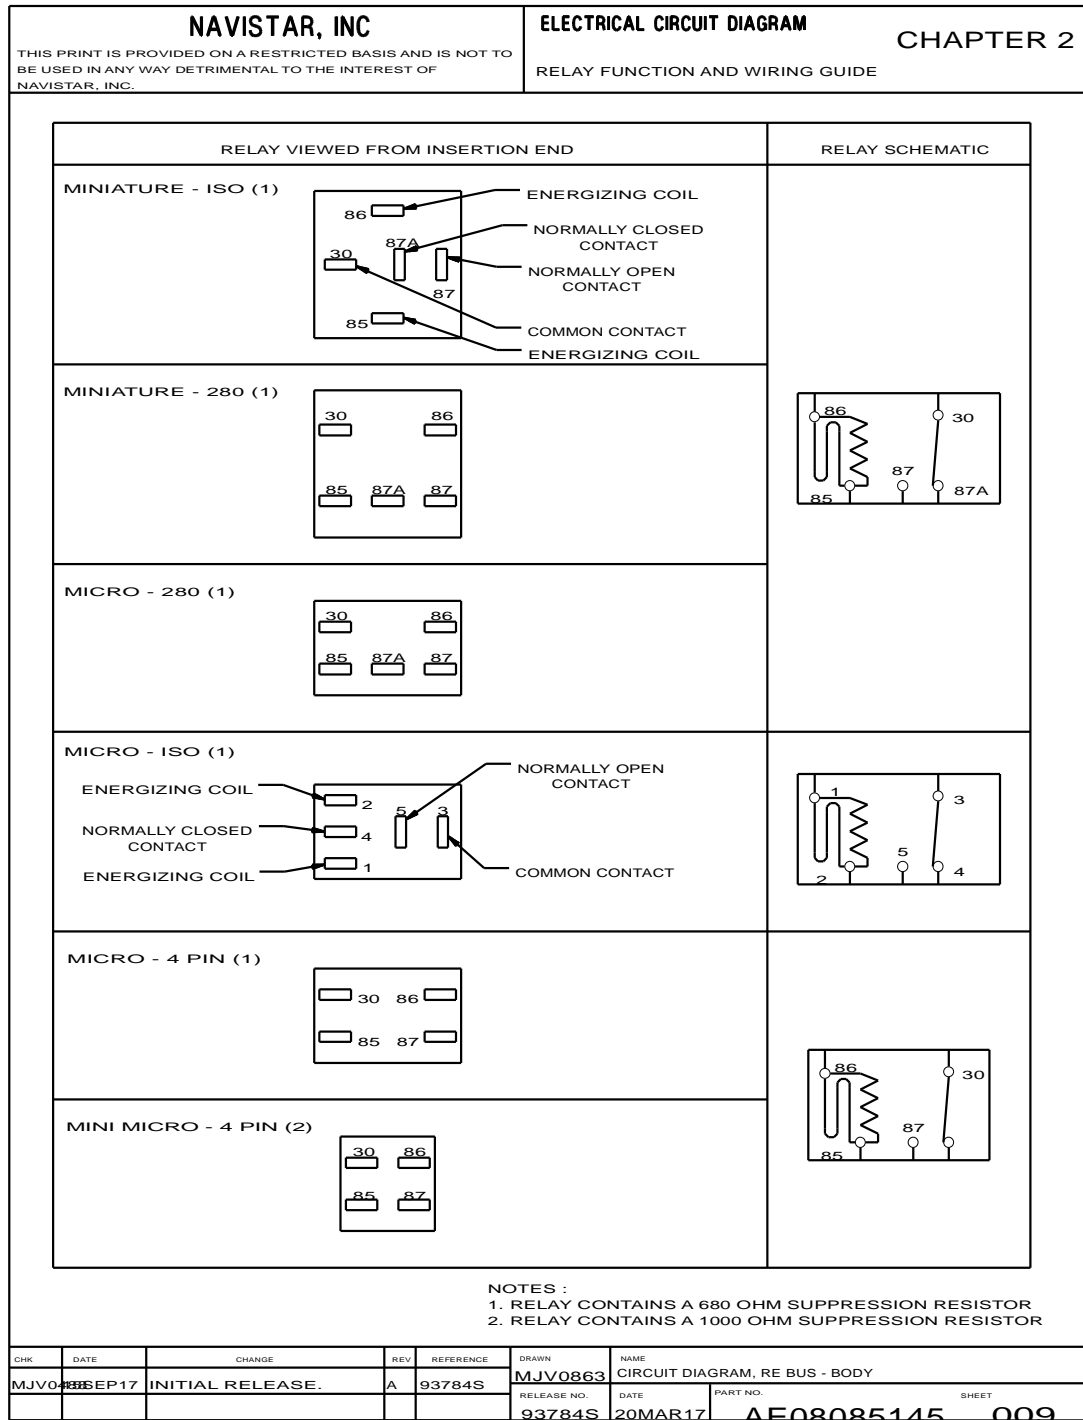 NAVISTAR, INC
THIS PRINT IS PROVIDED ON A RESTRICTED BASIS AND IS NOT TO
BE USED IN ANY WAY DETRIMENTAL TO THE INTEREST OF
NAVISTAR, INC.
ELECTRICAL CIRCUIT DIAGRAM
CHAPTER 2
RELAY FUNCTION AND WIRING GUIDE
RELAY VIEWED FROM INSERTION END
RELAY SCHEMATIC
MINIATURE - ISO (1)
86
87A
30
87
85
ENERGIZING COIL
NORMALLY CLOSED
CONTACT
NORMALLY OPEN
CONTACT
COMMON CONTACT
ENERGIZING COIL
MINIATURE - 280 (1)
30
86
85
87A
87
86
30
87
85
87A
MICRO - 280 (1)
30
86
85
87A
87
MICRO - ISO (1)
ENERGIZING COIL
NORMALLY CLOSED
CONTACT
ENERGIZING COIL
2
4
1
5
3
NORMALLY OPEN
CONTACT
COMMON CONTACT
1
3
5
2
4
MICRO - 4 PIN (1)
30
86
85
87
86
30
87
85
MINI MICRO - 4 PIN (2)
30
86
85
87
NOTES :
1. RELAY CONTAINS A 680 OHM SUPPRESSION RESISTOR
2. RELAY CONTAINS A 1000 OHM SUPPRESSION RESISTOR
CHK
DATE
CHANGE
REV
REFERENCE
INITIAL RELEASE.
A
93784S
DRAWN
MJV0863
NAME
CIRCUIT DIAGRAM, RE BUS - BODY
RELEASE NO.
93784S
DATE
20MAR17
PART NO.
AE08085145
SHEET
009